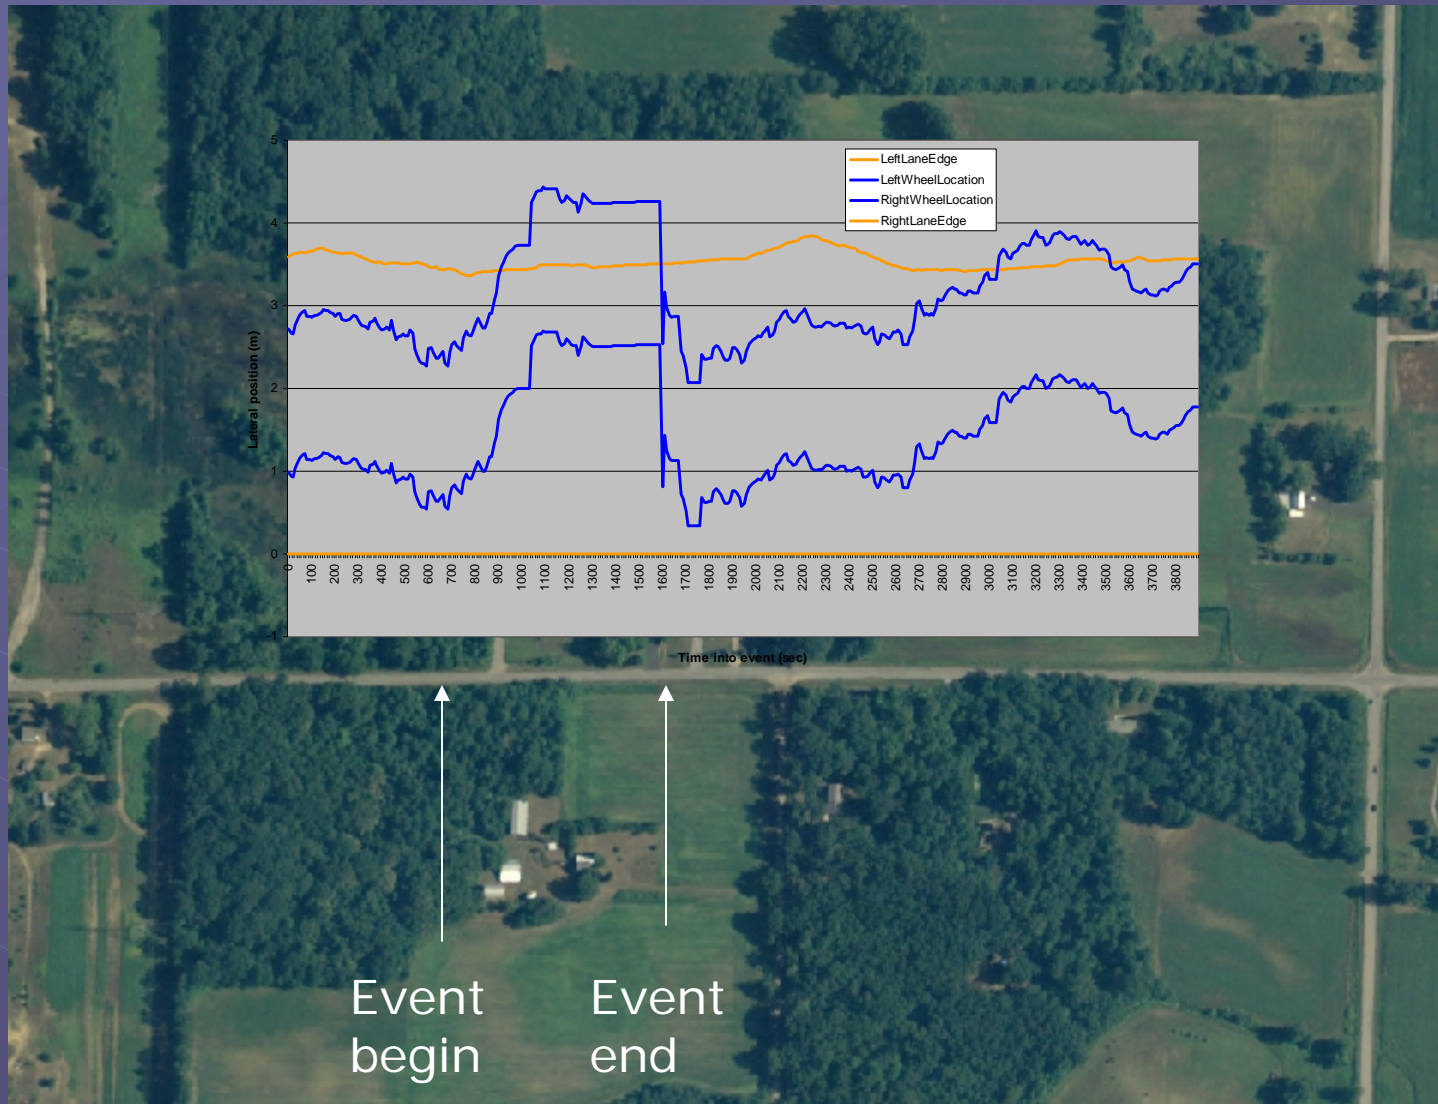 5
4
3
2
1
0
-1
Lateral position (m)
LeftLaneEdge
LeftWheelLocation
RightWheelLocation
RightLaneEdge
0 100 200 300 400 500 600 700 800 900 1000 1100 1200 1300 1400 1500 1600 1700 1800 1900 2000 2100 2200 2300 2400 2500 2600 2700 2800 2900 3000 3100 3200 3300 3400 3500 3600 3700 3800
Time into event (sec)
Event
begin
Event
end